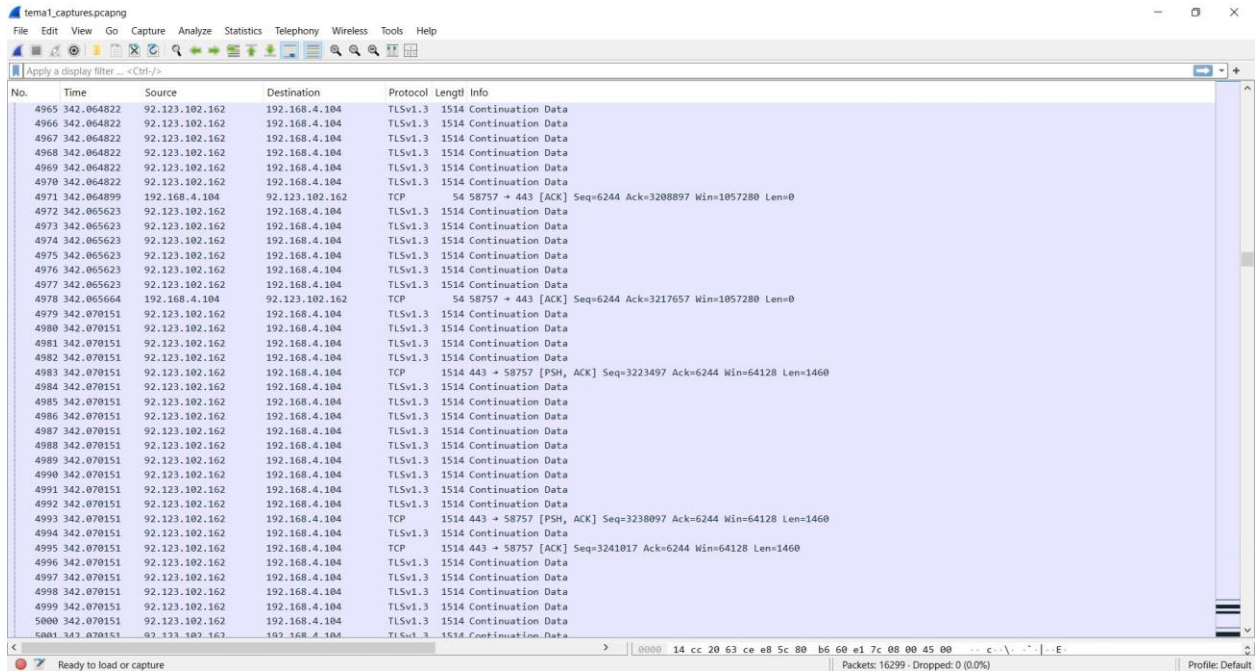 tema1_captures.pcapng
File Edit View Go Capture Analyze Statistics Telephony Wireless Tools Help
Apply a display filter ... <Ctrl-/>
No. Time Source Destination Protocol Lengtl Info
4965 342.064822 92.123.102.162 192.168.4.104 TLSv1.3 1514 Continuation Data
4966 342.064822 92.123.102.162 192.168.4.104 TLSv1.3 1514 Continuation Data
4967 342.064822 92.123.102.162 192.168.4.104 TLSv1.3 1514 Continuation Data
4968 342.064822 92.123.102.162 192.168.4.104 TLSv1.3 1514 Continuation Data
4969 342.064822 92.123.102.162 192.168.4.104 TLSv1.3 1514 Continuation Data
4970 342.064822 92.123.102.162 192.168.4.104 TLSv1.3 1514 Continuation Data
4971 342.064899 192.168.4.104 92.123.102.162 TCP 54 58757 → 443 [ACK] Seq=6244 Ack=3208897 Win=1057280 Len=0
4972 342.065623 92.123.102.162 192.168.4.104 TLSv1.3 1514 Continuation Data
4973 342.065623 92.123.102.162 192.168.4.104 TLSv1.3 1514 Continuation Data
4974 342.065623 92.123.102.162 192.168.4.104 TLSv1.3 1514 Continuation Data
4975 342.065623 92.123.102.162 192.168.4.104 TLSv1.3 1514 Continuation Data
4976 342.065623 92.123.102.162 192.168.4.104 TLSv1.3 1514 Continuation Data
4977 342.065623 92.123.102.162 192.168.4.104 TLSv1.3 1514 Continuation Data
4978 342.065664 192.168.4.104 92.123.102.162 TCP 54 58757 → 443 [ACK] Seq=6244 Ack=3217657 Win=1057280 Len=0
4979 342.070151 92.123.102.162 192.168.4.104 TLSv1.3 1514 Continuation Data
4980 342.070151 92.123.102.162 192.168.4.104 TLSv1.3 1514 Continuation Data
4981 342.070151 92.123.102.162 192.168.4.104 TLSv1.3 1514 Continuation Data
4982 342.070151 92.123.102.162 192.168.4.104 TLSv1.3 1514 Continuation Data
4983 342.070151 92.123.102.162 192.168.4.104 TCP 1514 443 → 58757 [PSH, ACK] Seq=3223497 Ack=6244 Win=64128 Len=1460
4984 342.070151 92.123.102.162 192.168.4.104 TLSv1.3 1514 Continuation Data
4985 342.070151 92.123.102.162 192.168.4.104 TLSv1.3 1514 Continuation Data
4986 342.070151 92.123.102.162 192.168.4.104 TLSv1.3 1514 Continuation Data
4987 342.070151 92.123.102.162 192.168.4.104 TLSv1.3 1514 Continuation Data
4988 342.070151 92.123.102.162 192.168.4.104 TLSv1.3 1514 Continuation Data
4989 342.070151 92.123.102.162 192.168.4.104 TLSv1.3 1514 Continuation Data
4990 342.070151 92.123.102.162 192.168.4.104 TLSv1.3 1514 Continuation Data
4991 342.070151 92.123.102.162 192.168.4.104 TLSv1.3 1514 Continuation Data
4992 342.070151 92.123.102.162 192.168.4.104 TLSv1.3 1514 Continuation Data
4993 342.070151 92.123.102.162 192.168.4.104 TCP 1514 443 → 58757 [PSH, ACK] Seq=3238097 Ack=6244 Win=64128 Len=1460
4994 342.070151 92.123.102.162 192.168.4.104 TLSv1.3 1514 Continuation Data
4995 342.070151 92.123.102.162 192.168.4.104 TCP 1514 443 → 58757 [ACK] Seq=3241017 Ack=6244 Win=64128 Len=1460
4996 342.070151 92.123.102.162 192.168.4.104 TLSv1.3 1514 Continuation Data
4997 342.070151 92.123.102.162 192.168.4.104 TLSv1.3 1514 Continuation Data
4998 342.070151 92.123.102.162 192.168.4.104 TLSv1.3 1514 Continuation Data
4999 342.070151 92.123.102.162 192.168.4.104 TLSv1.3 1514 Continuation Data
5000 342.070151 92.123.102.162 192.168.4.104 TLSv1.3 1514 Continuation Data
5001 342.070151 92.123.102.162 192.168.4.104 TLSv1.3 1514 Continuation Data
0000 14 cc 20 63 ce e8 5c 80 b6 60 e1 7c 08 00 45 00 ·· c··\· ·`·|··E·
Ready to load or capture Packets: 16299 · Dropped: 0 (0.0%) Profile: Default